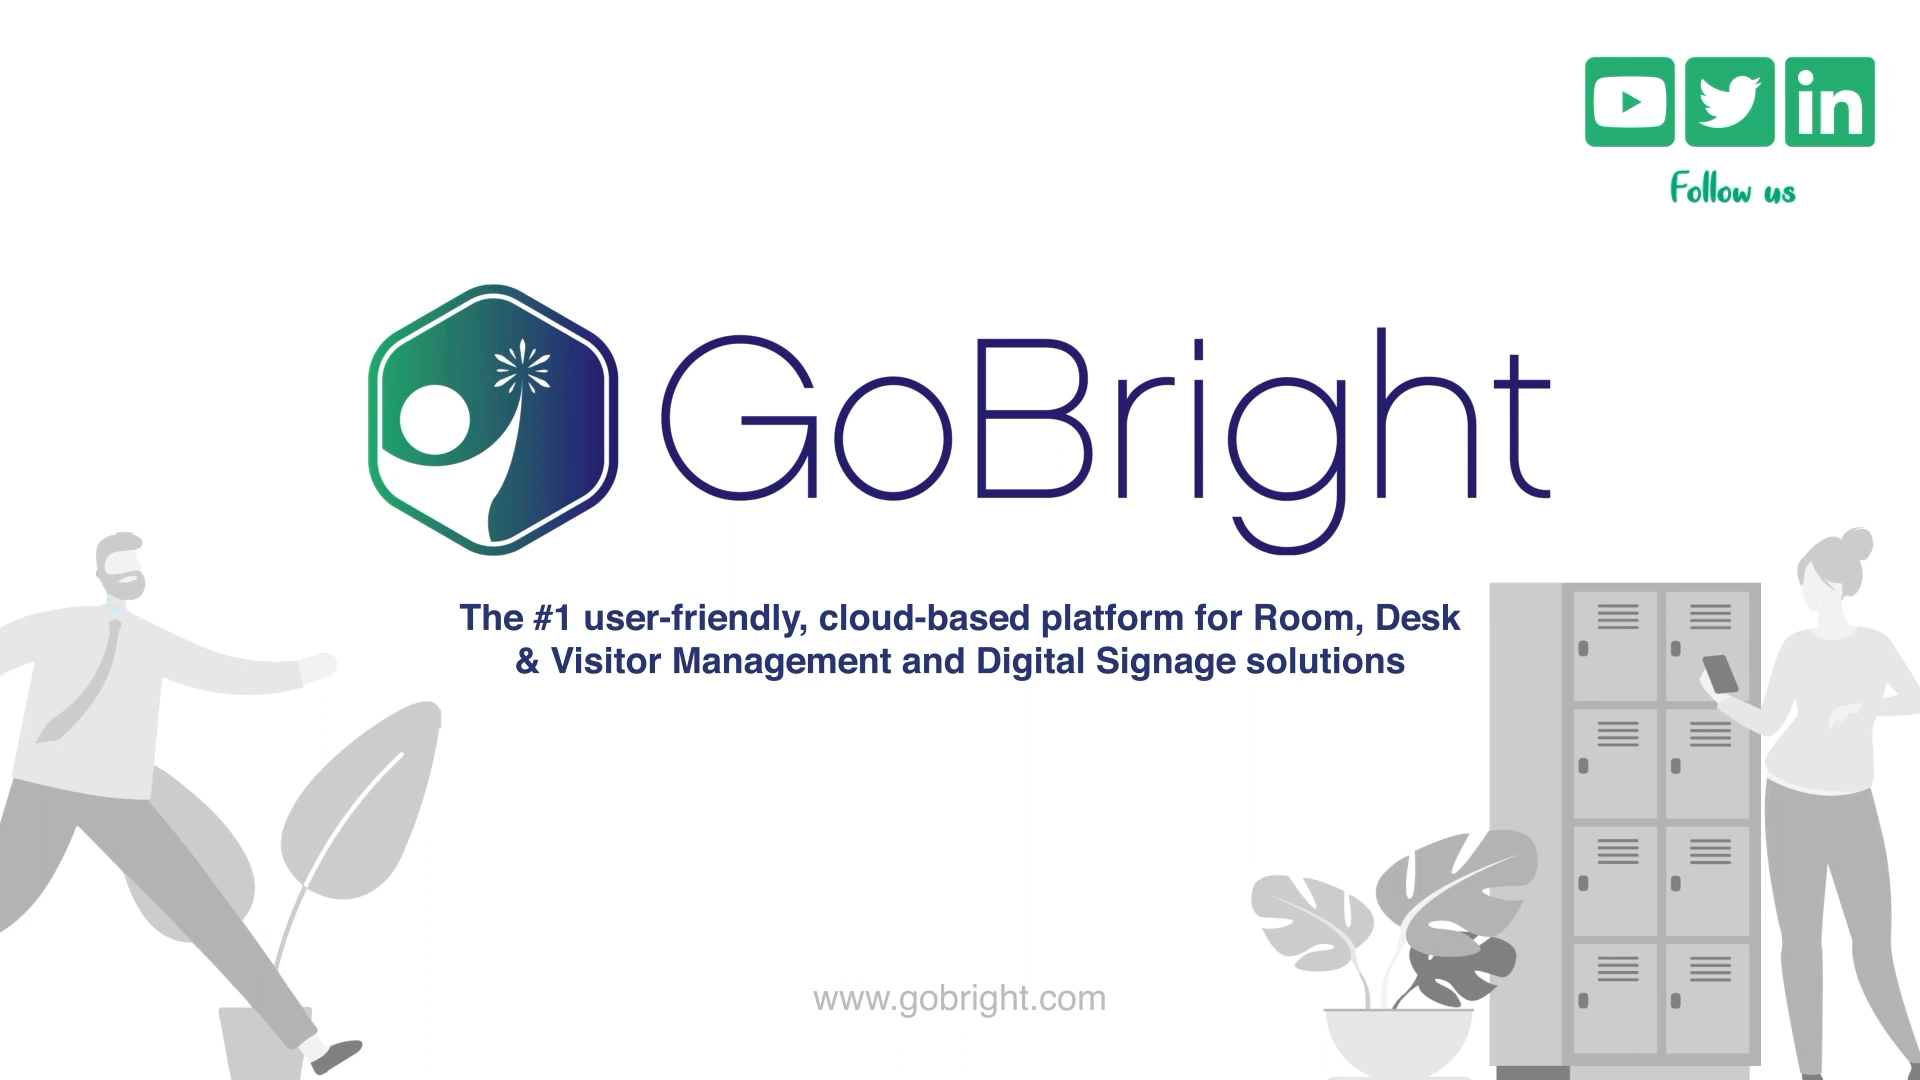 Follow us
GoBright
The #1 user-friendly, cloud-based platform for Room, Desk
& Visitor Management and Digital Signage solutions
www.gobright.com